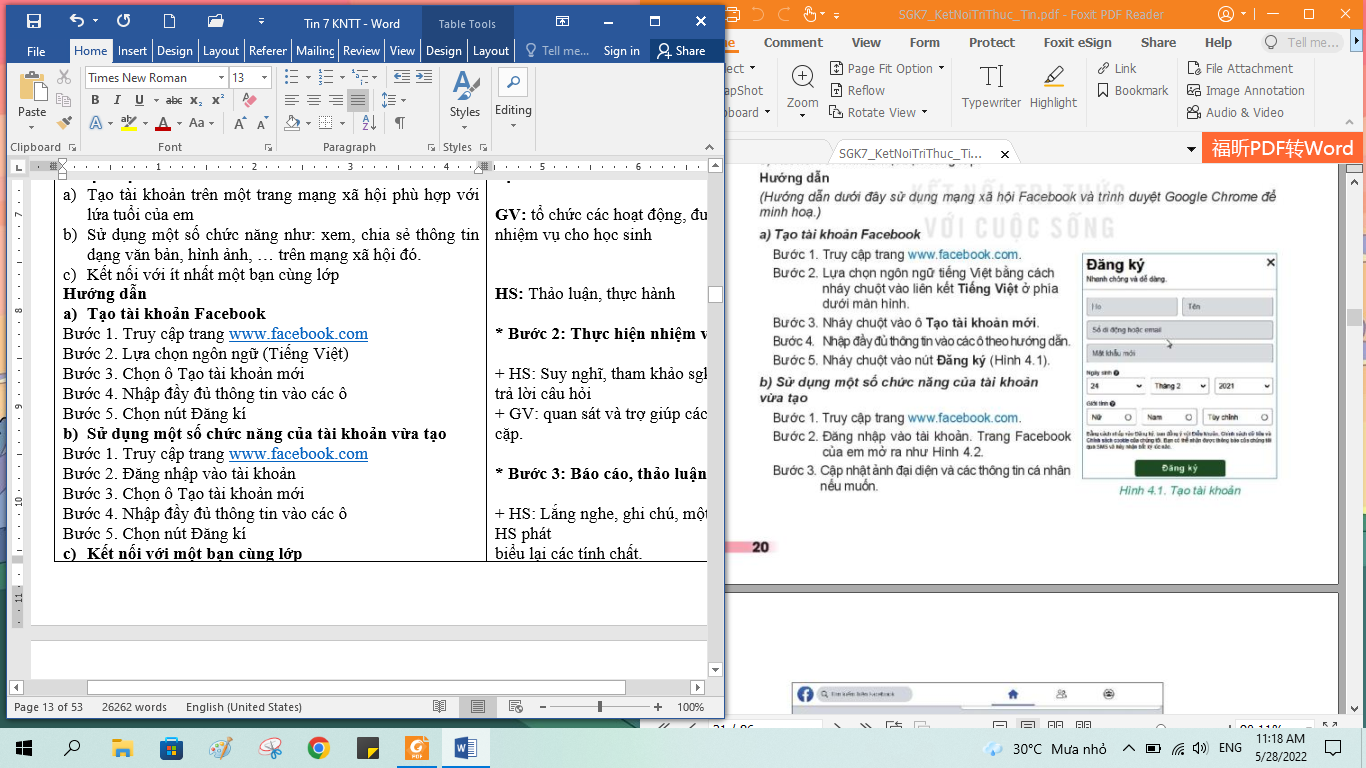 Tin 7 KNTT - Word
Table Tools
File
Home
Insert
Design
Layout
Referer
Mailing
Review
View
Design
Layout
Tell me...
Sign in
Share
Paste
Times New Roman
13
Styles
Editing
Clipboard
Font
Paragraph
Styles
a) Tạo tài khoản trên một trang mạng xã hội phù hợp với
lứa tuổi của em
b) Sử dụng một số chức năng như: xem, chia sẻ thông tin
dạng văn bản, hình ảnh, … trên mạng xã hội đó.
c) Kết nối với ít nhất một bạn cùng lớp
Hướng dẫn
a) Tạo tài khoản Facebook
Bước 1. Truy cập trang www.facebook.com
Bước 2. Lựa chọn ngôn ngữ (Tiếng Việt)
Bước 3. Chọn ô Tạo tài khoản mới
Bước 4. Nhập đầy đủ thông tin vào các ô
Bước 5. Chọn nút Đăng kí
b) Sử dụng một số chức năng của tài khoản vừa tạo
Bước 1. Truy cập trang www.facebook.com
Bước 2. Đăng nhập vào tài khoản
Bước 3. Chọn ô Tạo tài khoản mới
Bước 4. Nhập đầy đủ thông tin vào các ô
Bước 5. Chọn nút Đăng kí
c) Kết nối với một bạn cùng lớp
GV: tổ chức các hoạt động, đư
nhiệm vụ cho học sinh
HS: Thảo luận, thực hành
* Bước 2: Thực hiện nhiệm v
+ HS: Suy nghĩ, tham khảo sgk
trả lời câu hỏi
+ GV: quan sát và trợ giúp các
cặp.
* Bước 3: Báo cáo, thảo luận
+ HS: Lắng nghe, ghi chú, một
HS phát
biểu lại các tính chất.
Page 13 of 53
26262 words
English (United States)
100%
SGK7_KetNoiTriThuc_Tin.pdf - Foxit PDF Reader
Comment
View
Form
Protect
Foxit eSign
Share
Help
Tell me...
Zoom
Page Fit Option
Reflow
Rotate View
Typewriter
Highlight
Link
Bookmark
File Attachment
Image Annotation
Audio & Video
SGK7_KetNoiTriThuc_Ti...
福昕PDF转Word
KẾT NỐI TRI THỨC
VỚI CUỘC SỐNG
Hướng dẫn
(Hướng dẫn dưới đây sử dụng mạng xã hội Facebook và trình duyệt Google Chrome để
minh hoạ.)
a) Tạo tài khoản Facebook
Bước 1. Truy cập trang www.facebook.com.
Bước 2. Lựa chọn ngôn ngữ tiếng Việt bằng cách
nháy chuột vào liên kết Tiếng Việt ở phía
dưới màn hình.
Bước 3. Nháy chuột vào ô Tạo tài khoản mới.
Bước 4. Nhập đầy đủ thông tin vào các ô theo hướng dẫn.
Bước 5. Nháy chuột vào nút Đăng ký (Hình 4.1).
b) Sử dụng một số chức năng của tài khoản
vừa tạo
Bước 1. Truy cập trang www.facebook.com.
Bước 2. Đăng nhập vào tài khoản. Trang Facebook
của em mở ra như Hình 4.2.
Bước 3. Cập nhật ảnh đại diện và các thông tin cá nhân
nếu muốn.
Đăng ký
Nhanh chóng và dễ dàng.
Họ
Tên
Số di động hoặc email
Mật khẩu mới
Ngày sinh
24
Tháng 2
2021
Giới tính
Nữ
Nam
Tùy chỉnh
Đăng ký
Hình 4.1. Tạo tài khoản
20
Tìm kiếm trên Facebook
30°C Mưa nhỏ
ENG
11:18 AM
5/28/2022